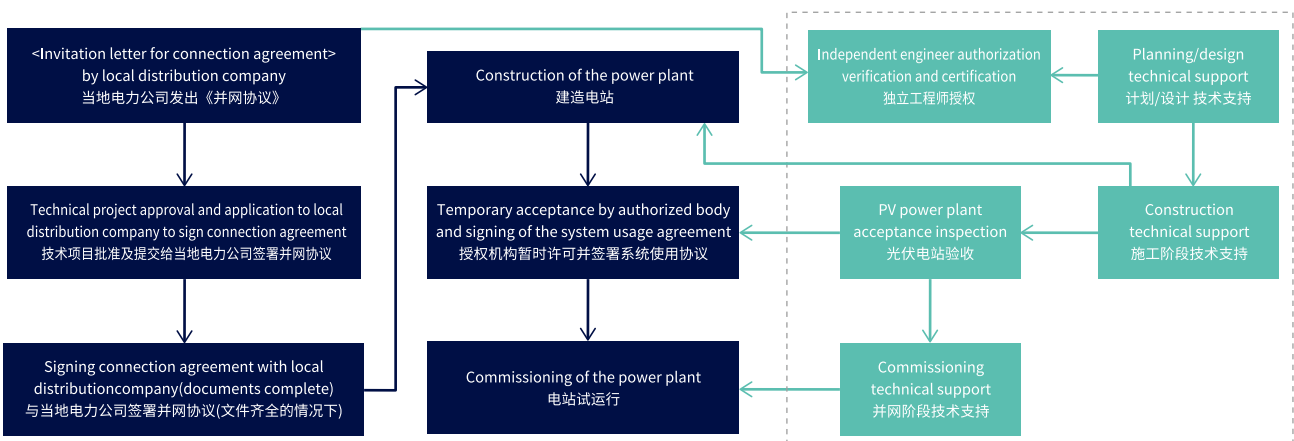 <Invitation letter for connection agreement>
by local distribution company
当地电力公司发出《并网协议》
Technical project approval and application to local
distribution company to sign connection agreement
技术项目批准及提交给当地电力公司签署并网协议
Signing connection agreement with local
distributioncompany(documents complete)
与当地电力公司签署并网协议(文件齐全的情况下)
Construction of the power plant
建造电站
Temporary acceptance by authorized body
and signing of the system usage agreement
授权机构暂时许可并签署系统使用协议
Commissioning of the power plant
电站试运行
Independent engineer authorization
verification and certification
独立工程师授权
Planning/design
technical support
计划/设计 技术支持
PV power plant
acceptance inspection
光伏电站验收
Construction
technical support
施工阶段技术支持
Commissioning
technical support
并网阶段技术支持